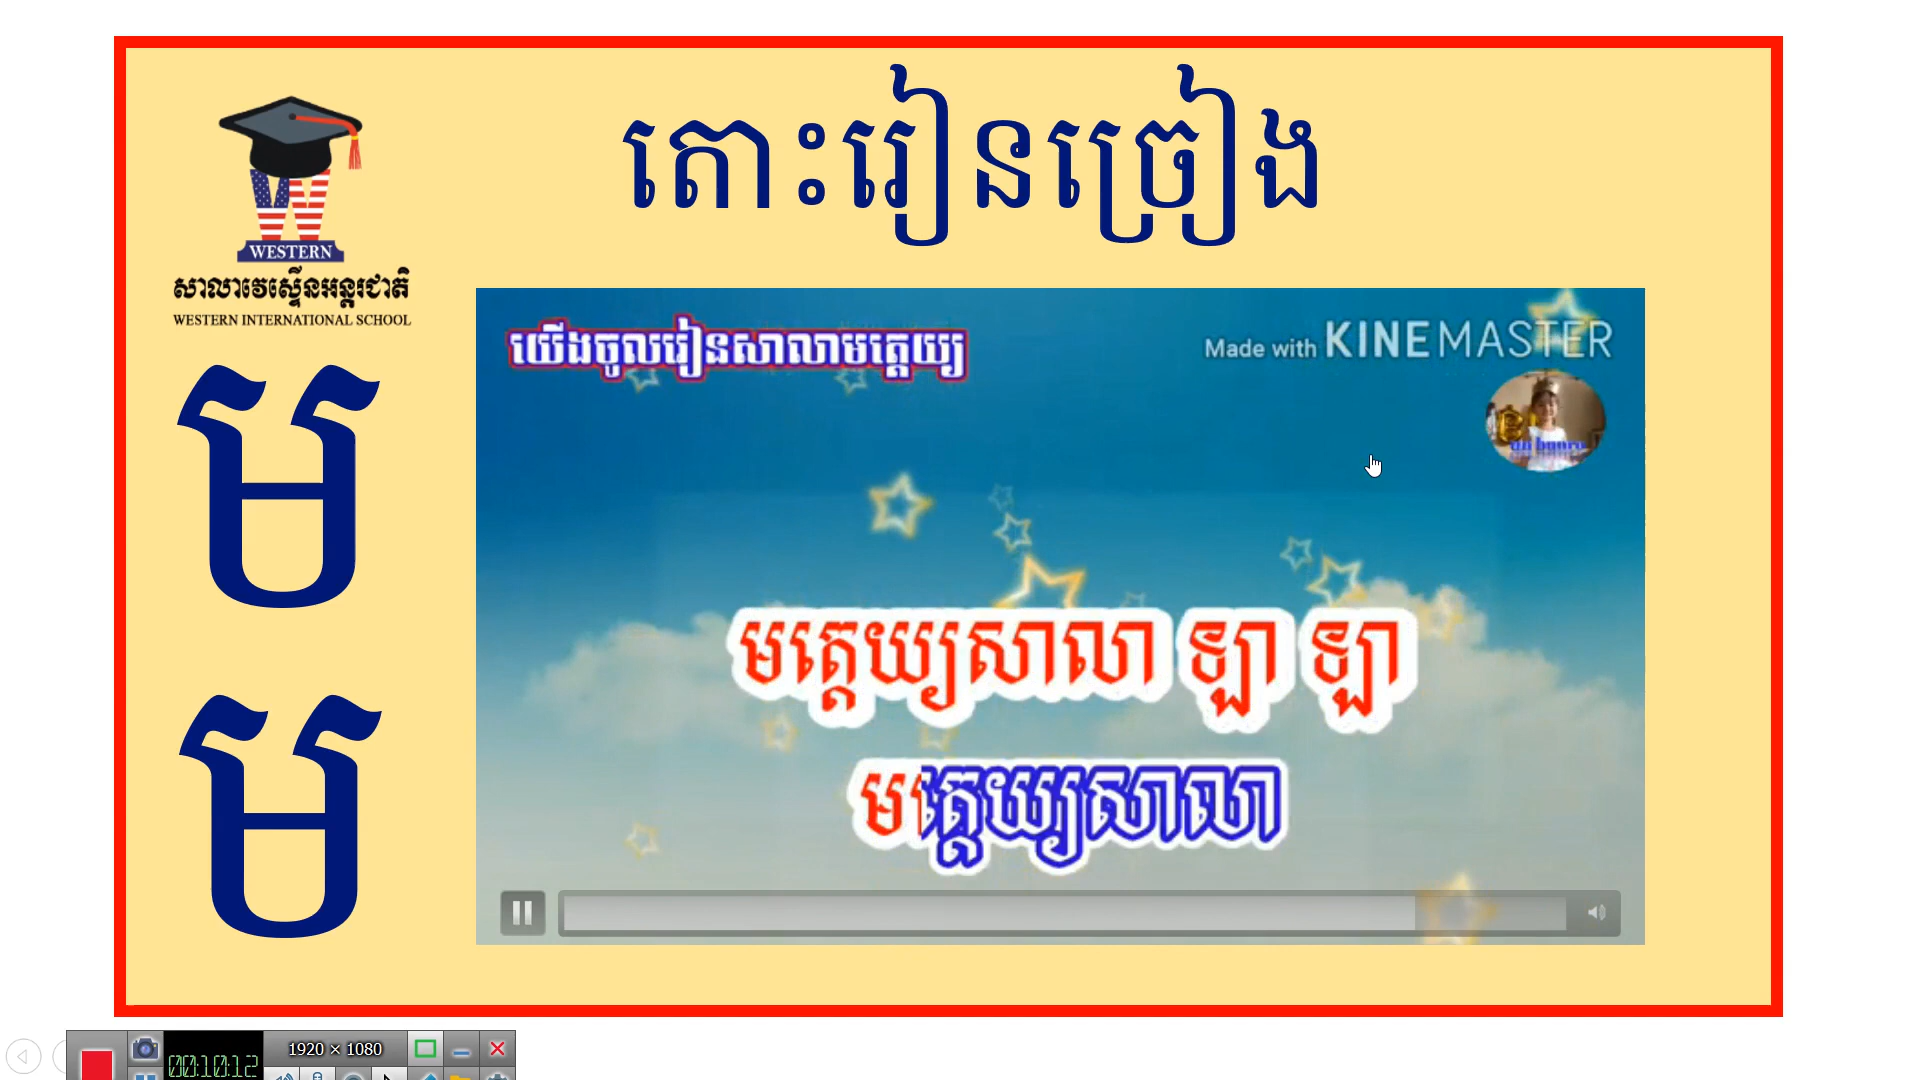 តោះរៀនច្រៀង
WESTERN
សាលាវេស្ទើនអន្តរជាតិ
WESTERN INTERNATIONAL SCHOOL
ម
ម
យើងចូលរៀនសាលាមត្តេយ្យ
Made with KINEMASTER
មត្តេយ្យសាលា ឡា ឡា
មត្តេយ្យសាលា
00:10:12
1920 × 1080